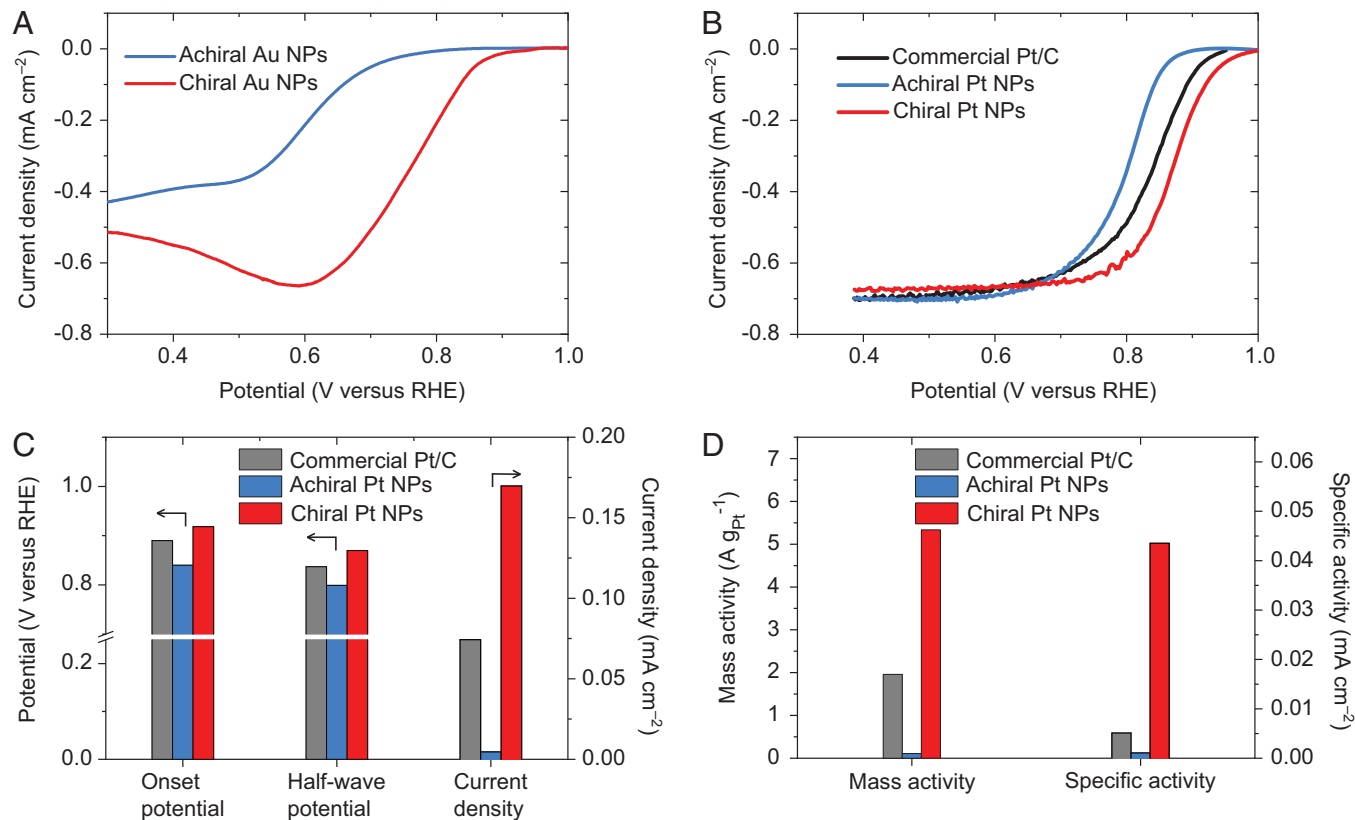 A
Achiral Au NPs
Chiral Au NPs
0.0
-0.2
-0.4
-0.6
-0.8
Current density (mA cm⁻²)
0.4
0.6
0.8
1.0
Potential (V versus RHE)
B
Commercial Pt/C
Achiral Pt NPs
Chiral Pt NPs
0.0
-0.2
-0.4
-0.6
-0.8
Current density (mA cm⁻²)
0.4
0.6
0.8
1.0
Potential (V versus RHE)
C
Commercial Pt/C
Achiral Pt NPs
Chiral Pt NPs
1.0
0.8
0.2
0.0
Potential (V versus RHE)
0.20
0.15
0.10
0.05
0.00
Current density (mA cm⁻²)
Onset
potential
Half-wave
potential
Current
density
D
Commercial Pt/C
Achiral Pt NPs
Chiral Pt NPs
7
6
5
4
3
2
1
0
Mass activity (A gPt⁻¹)
0.06
0.05
0.04
0.03
0.02
0.01
0.00
Specific activity (mA cm⁻²)
Mass activity
Specific activity